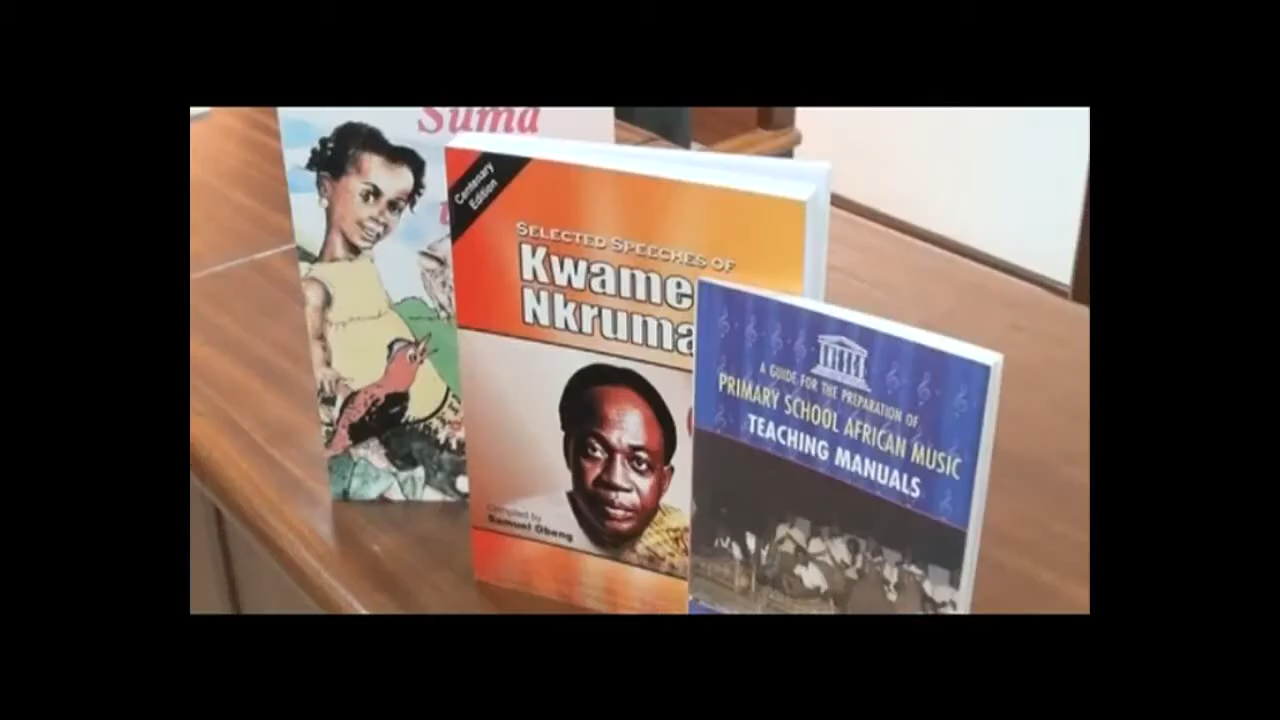 Suma
Centenary
Edition
SELECTED SPEECHES OF
Kwame
Nkruma
Compiled by
Samuel Obeng
A GUIDE FOR THE PREPARATION OF
PRIMARY SCHOOL AFRICAN MUSIC
TEACHING MANUALS